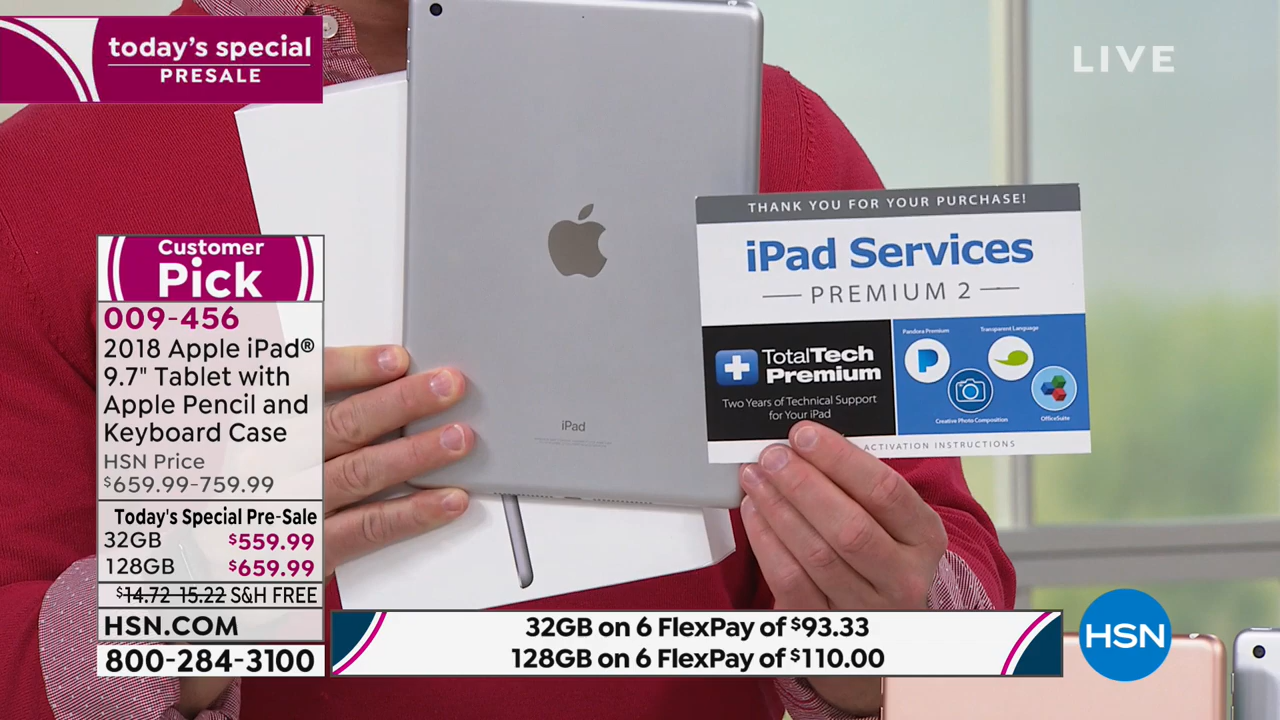 today's special
PRESALE
LIVE
Customer
Pick
009-456
2018 Apple iPad®
9.7" Tablet with
Apple Pencil and
Keyboard Case
HSN Price
$659.99-759.99
Today's Special Pre-Sale
32GB $559.99
128GB $659.99
$14.72-15.22 S&H FREE
HSN.COM
800-284-3100
iPad
THANK YOU FOR YOUR PURCHASE!
iPad Services
PREMIUM 2
TotalTech
Premium
Two Years of Technical Support
for Your iPad
Pandora Premium
Transparent Language
Creative Photo Composition
OfficeSuite
ACTIVATION INSTRUCTIONS
32GB on 6 FlexPay of $93.33
128GB on 6 FlexPay of $110.00
HSN